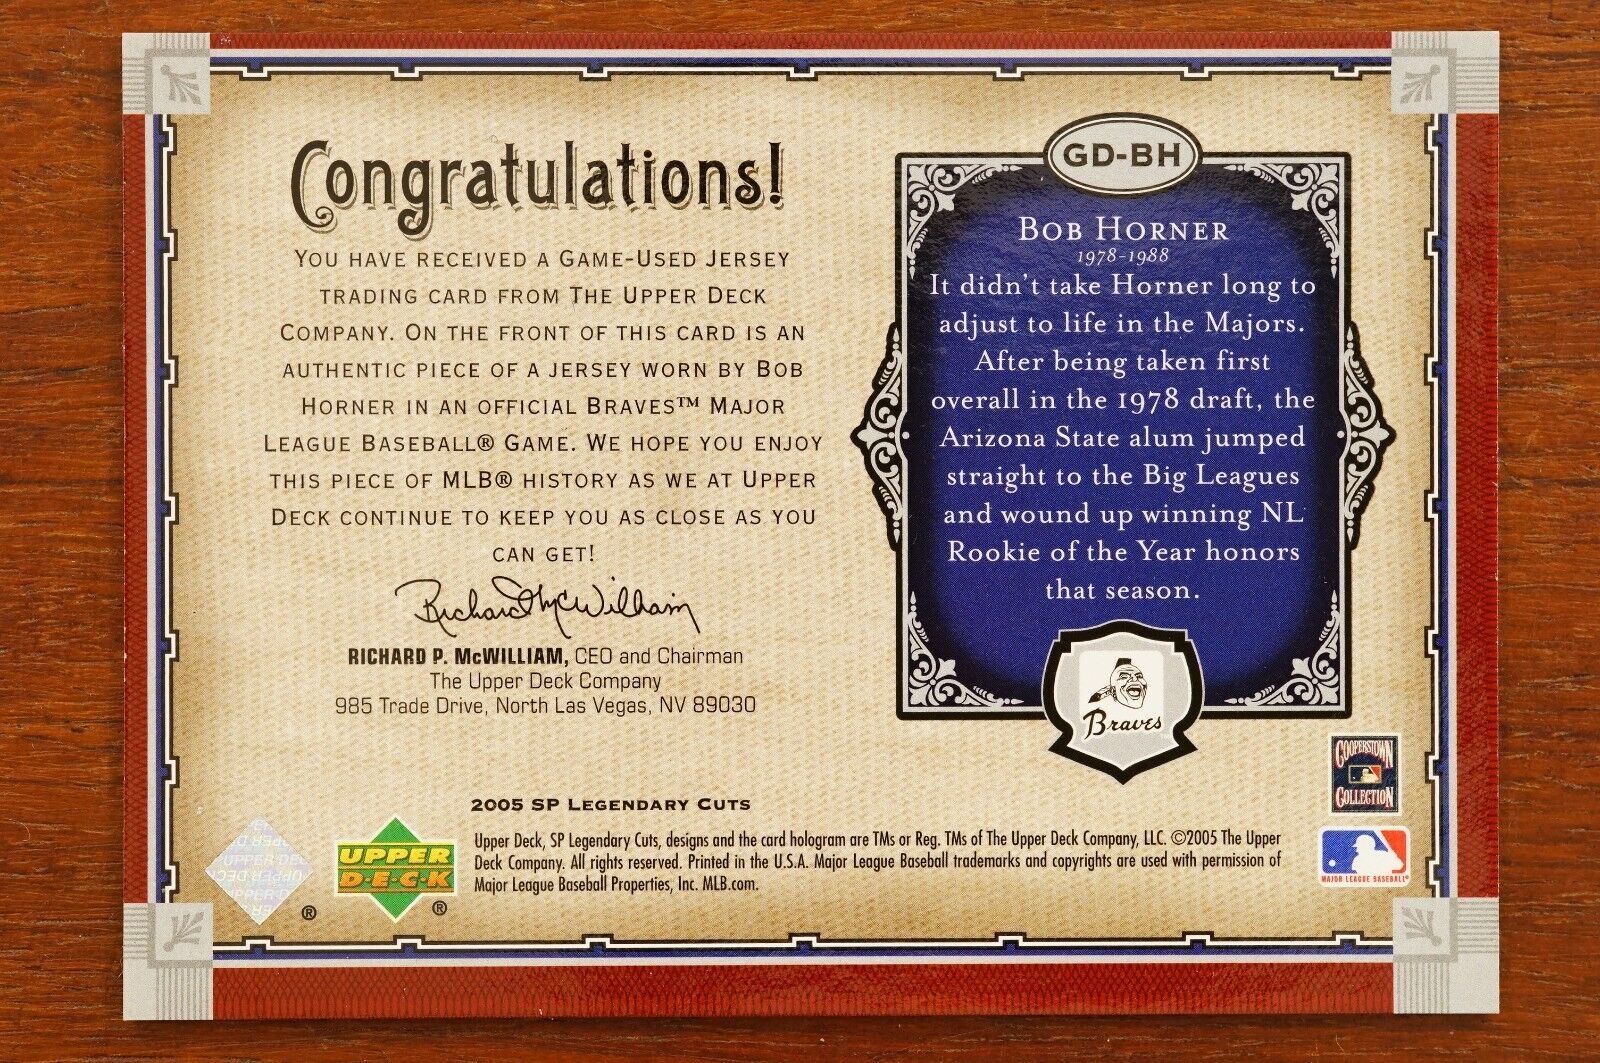 Congratulations!
You have received a Game-Used Jersey
trading card from The Upper Deck
Company. On the front of this card is an
authentic piece of a jersey worn by Bob
Horner in an official Braves™ Major
League Baseball® Game. We hope you enjoy
this piece of MLB® history as we at Upper
Deck continue to keep you as close as you
can get!
Richard McWilliam
RICHARD P. McWILLIAM, CEO and Chairman
The Upper Deck Company
985 Trade Drive, North Las Vegas, NV 89030
GD-BH
Bob Horner
1978-1988
It didn't take Horner long to
adjust to life in the Majors.
After being taken first
overall in the 1978 draft, the
Arizona State alum jumped
straight to the Big Leagues
and wound up winning NL
Rookie of the Year honors
that season.
Braves
COOPERSTOWN
COLLECTION
2005 SP Legendary Cuts
UPPER DECK
®
UPPER
D·E·C·K
®
Upper Deck, SP Legendary Cuts, designs and the card hologram are TMs or Reg. TMs of The Upper Deck Company, LLC. ©2005 The Upper
Deck Company. All rights reserved. Printed in the U.S.A. Major League Baseball trademarks and copyrights are used with permission of
Major League Baseball Properties, Inc. MLB.com.
MAJOR LEAGUE BASEBALL®